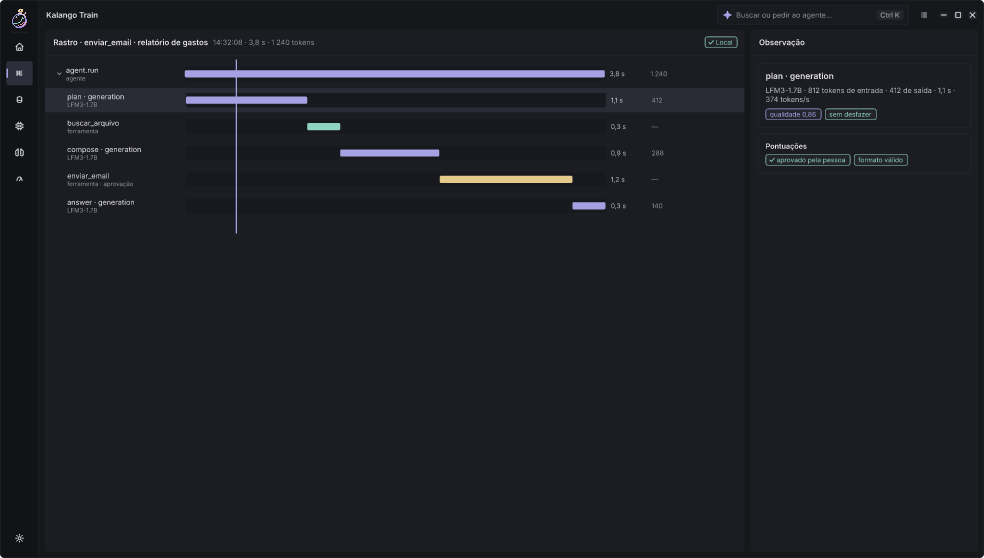 Kalango Train
Buscar ou pedir ao agente...
Ctrl K
Rastro · enviar_email · relatório de gastos 14:32:08 · 3,8 s · 1 240 tokens
Local
Observação
agent.run
agente
3,8 s
1 240
plan · generation
LFM3-1.7B
1,1 s
412
buscar_arquivo
ferramenta
0,3 s
—
compose · generation
LFM3-1.7B
0,9 s
288
enviar_email
ferramenta · aprovação
1,2 s
—
answer · generation
LFM3-1.7B
0,3 s
140
plan · generation
LFM3-1.7B · 812 tokens de entrada · 412 de saída · 1,1 s ·
374 tokens/s
qualidade 0,86
sem desfazer
Pontuações
aprovado pela pessoa
formato válido